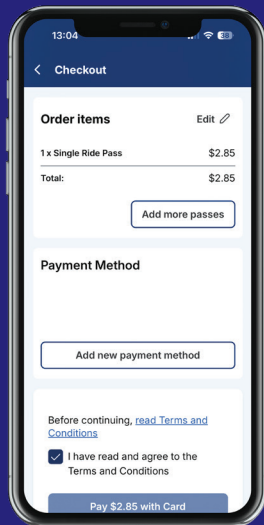 13:04
38
Checkout
Order items Edit
1 x Single Ride Pass $2.85
Total: $2.85
Add more passes
Payment Method
Add new payment method
Before continuing, read Terms and
Conditions
I have read and agree to the
Terms and Conditions
Pay $2.85 with Card